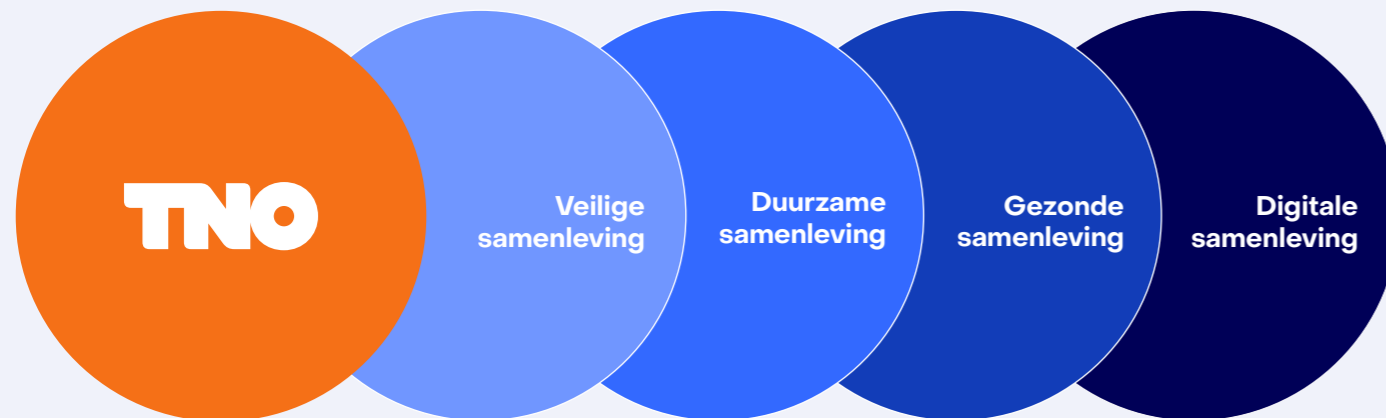 TNO
Veilige
samenleving
Duurzame
samenleving
Gezonde
samenleving
Digitale
samenleving